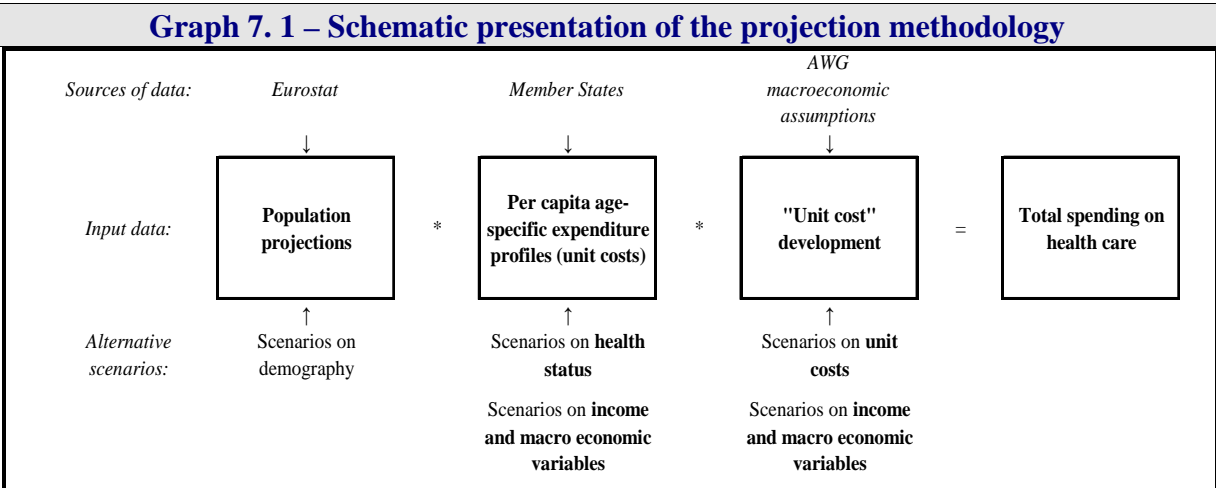 Graph 7. 1 – Schematic presentation of the projection methodology
Sources of data:
Eurostat
Member States
AWG
macroeconomic
assumptions
↓ ↓ ↓
Input data:
Population
projections
*
Per capita age-
specific expenditure
profiles (unit costs)
*
"Unit cost"
development
=
Total spending on
health care
↑ ↑ ↑
Alternative
scenarios:
Scenarios on
demography
Scenarios on health
status
Scenarios on income
and macro economic
variables
Scenarios on unit
costs
Scenarios on income
and macro economic
variables